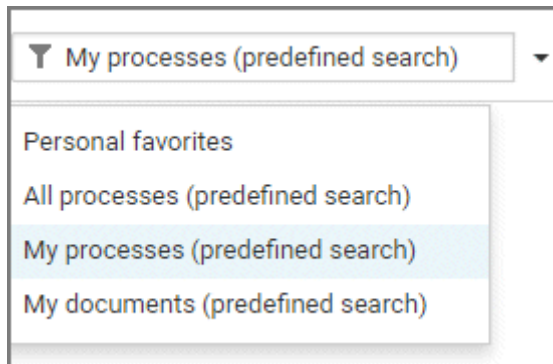 My processes (predefined search)
Personal favorites
All processes (predefined search)
My processes (predefined search)
My documents (predefined search)